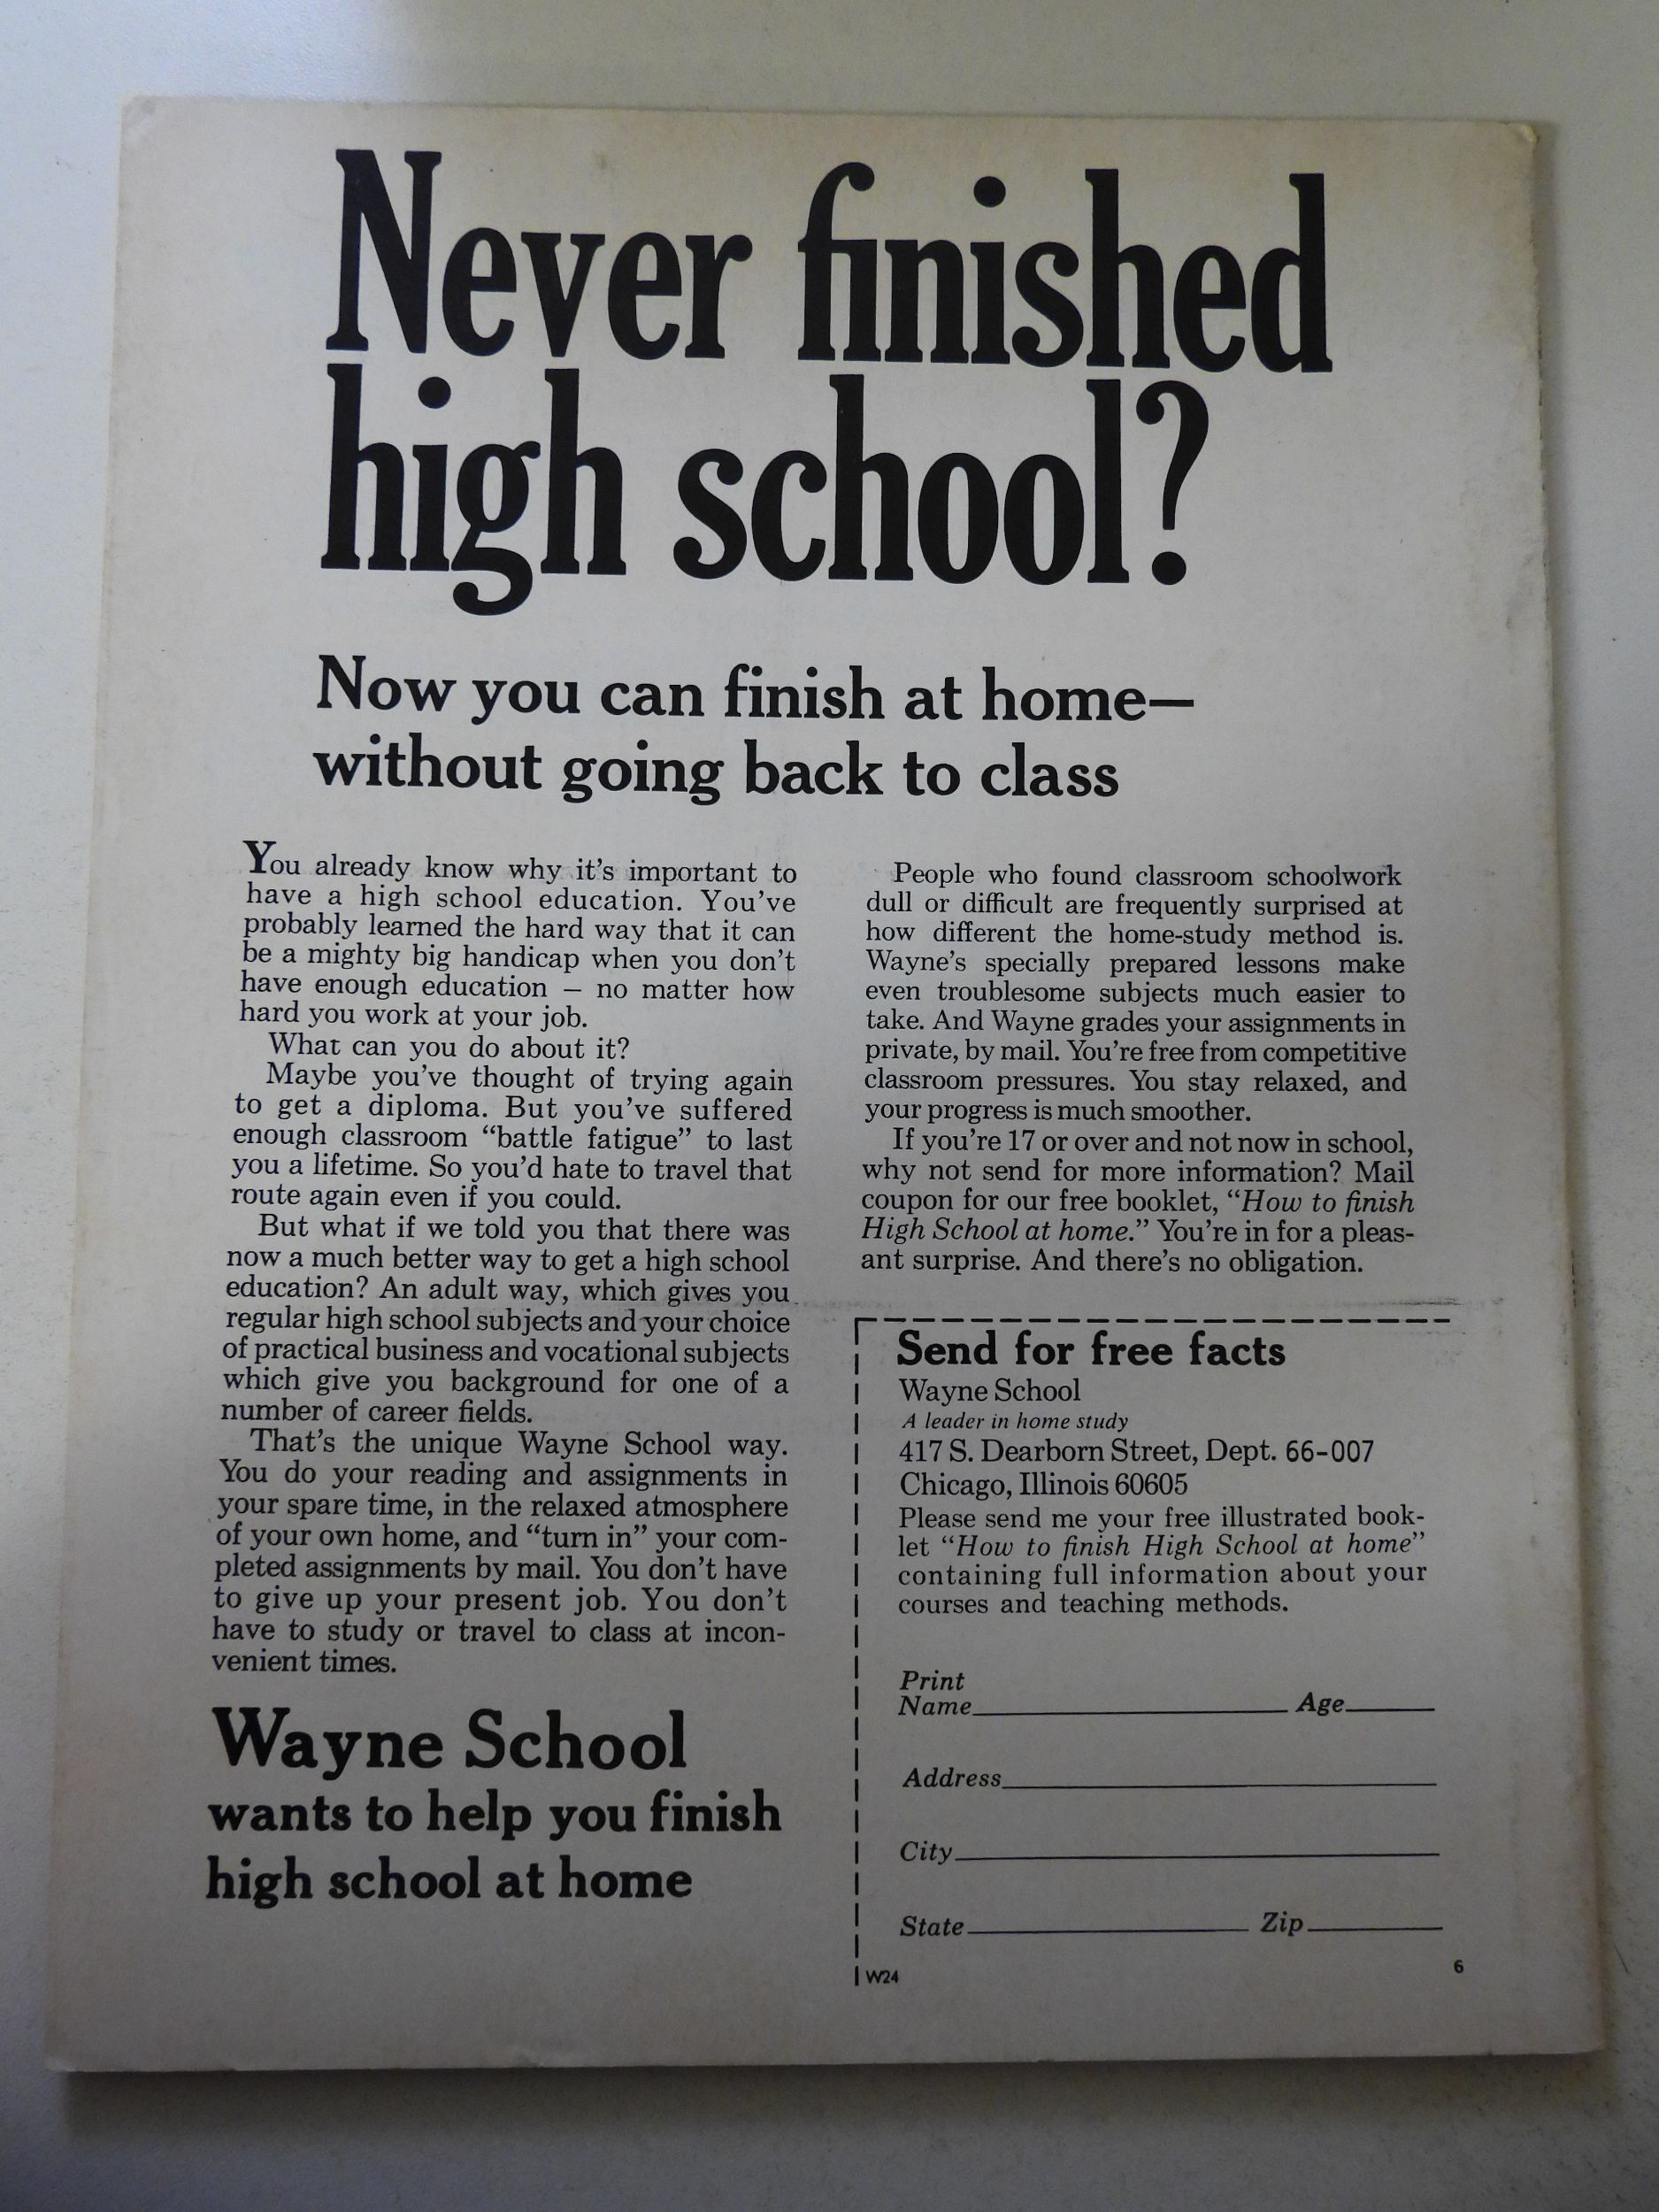 Never finished
high school?
Now you can finish at home—
without going back to class
You already know why it's important to
have a high school education. You've
probably learned the hard way that it can
be a mighty big handicap when you don't
have enough education — no matter how
hard you work at your job.
What can you do about it?
Maybe you've thought of trying again
to get a diploma. But you've suffered
enough classroom “battle fatigue” to last
you a lifetime. So you'd hate to travel that
route again even if you could.
But what if we told you that there was
now a much better way to get a high school
education? An adult way, which gives you
regular high school subjects and your choice
of practical business and vocational subjects
which give you background for one of a
number of career fields.
That's the unique Wayne School way.
You do your reading and assignments in
your spare time, in the relaxed atmosphere
of your own home, and “turn in” your com-
pleted assignments by mail. You don't have
to give up your present job. You don't
have to study or travel to class at incon-
venient times.
Wayne School
wants to help you finish
high school at home
People who found classroom schoolwork
dull or difficult are frequently surprised at
how different the home-study method is.
Wayne's specially prepared lessons make
even troublesome subjects much easier to
take. And Wayne grades your assignments in
private, by mail. You're free from competitive
classroom pressures. You stay relaxed, and
your progress is much smoother.
If you're 17 or over and not now in school,
why not send for more information? Mail
coupon for our free booklet, “How to finish
High School at home.” You're in for a pleas-
ant surprise. And there's no obligation.
Send for free facts
Wayne School
A leader in home study
417 S. Dearborn Street, Dept. 66-007
Chicago, Illinois 60605
Please send me your free illustrated book-
let “How to finish High School at home”
containing full information about your
courses and teaching methods.
Print
Name Age
Address
City
State Zip
W24 6